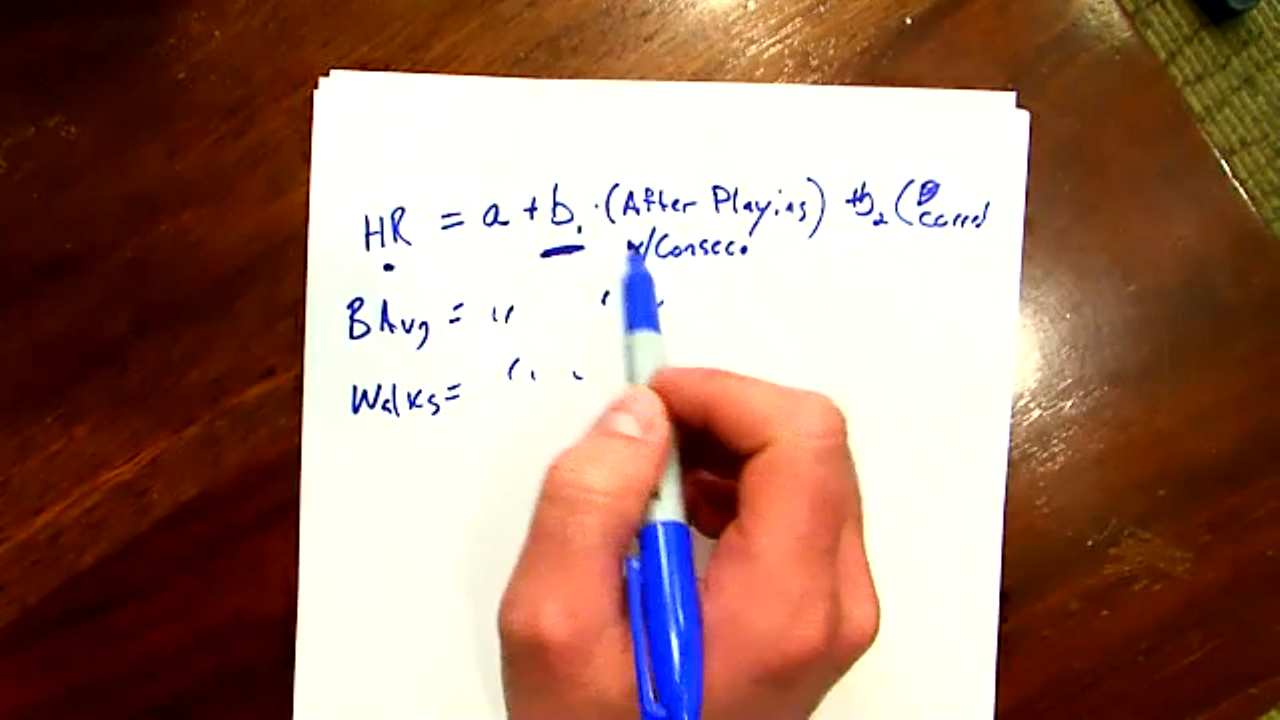 HR = a + b₁ · (After Playing) + b₂ (
w/Conseco
BAvg = "
Walks = "